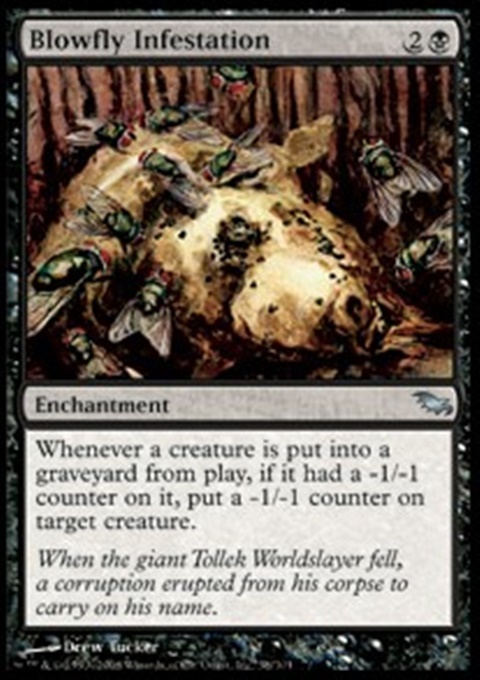 Blowfly Infestation 2
Enchantment
Whenever a creature is put into a
graveyard from play, if it had a -1/-1
counter on it, put a -1/-1 counter on
target creature.
When the giant Tollek Worldslayer fell,
a corruption erupted from his corpse to
carry on his name.
Drew Tucker